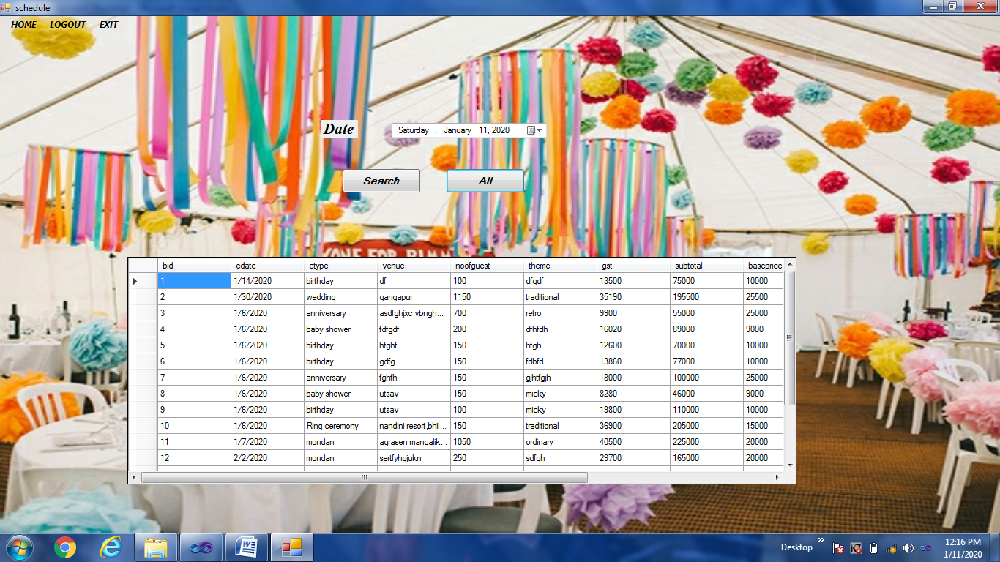 schedule
HOME LOGOUT EXIT
Date Saturday , January 11, 2020
Search All
bid edate etype venue noofguest theme gst subtotal baseprice
1 1/14/2020 birthday df 100 dfgdf 13500 75000 10000
2 1/30/2020 wedding gangapur 1150 traditional 35190 195500 25500
3 1/6/2020 anniversary asdfghjxc vbngh... 700 retro 9900 55000 25000
4 1/6/2020 baby shower fdfgdf 200 dfhfdh 16020 89000 9000
5 1/6/2020 birthday hfghf 150 hfgh 12600 70000 10000
6 1/6/2020 birthday gdfg 150 fdbfd 13860 77000 10000
7 1/6/2020 anniversary fghfh 150 gjhtfgjh 18000 100000 25000
8 1/6/2020 baby shower utsav 150 micky 8280 46000 9000
9 1/6/2020 birthday utsav 100 micky 19800 110000 10000
10 1/6/2020 Ring ceremony nandini resort,bhil... 150 traditional 36900 205000 15000
11 1/7/2020 mundan agrasen mangalik... 1050 ordinary 40500 225000 20000
12 2/2/2020 mundan sertfyhgjukn 250 sdfgh 29700 165000 20000
Desktop
12:16 PM
1/11/2020